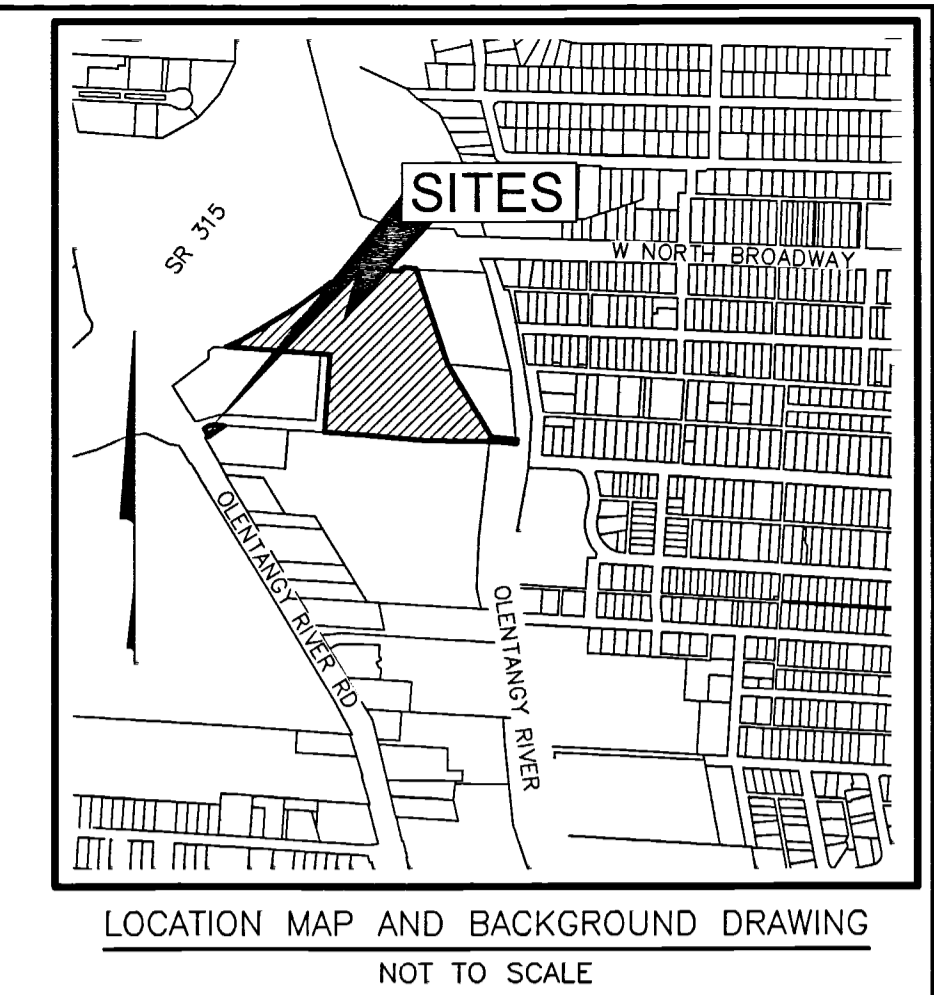 SITES
SR 315
W NORTH BROADWAY
OLENTANGY RIVER RD
OLENTANGY RIVER
LOCATION MAP AND BACKGROUND DRAWING
NOT TO SCALE